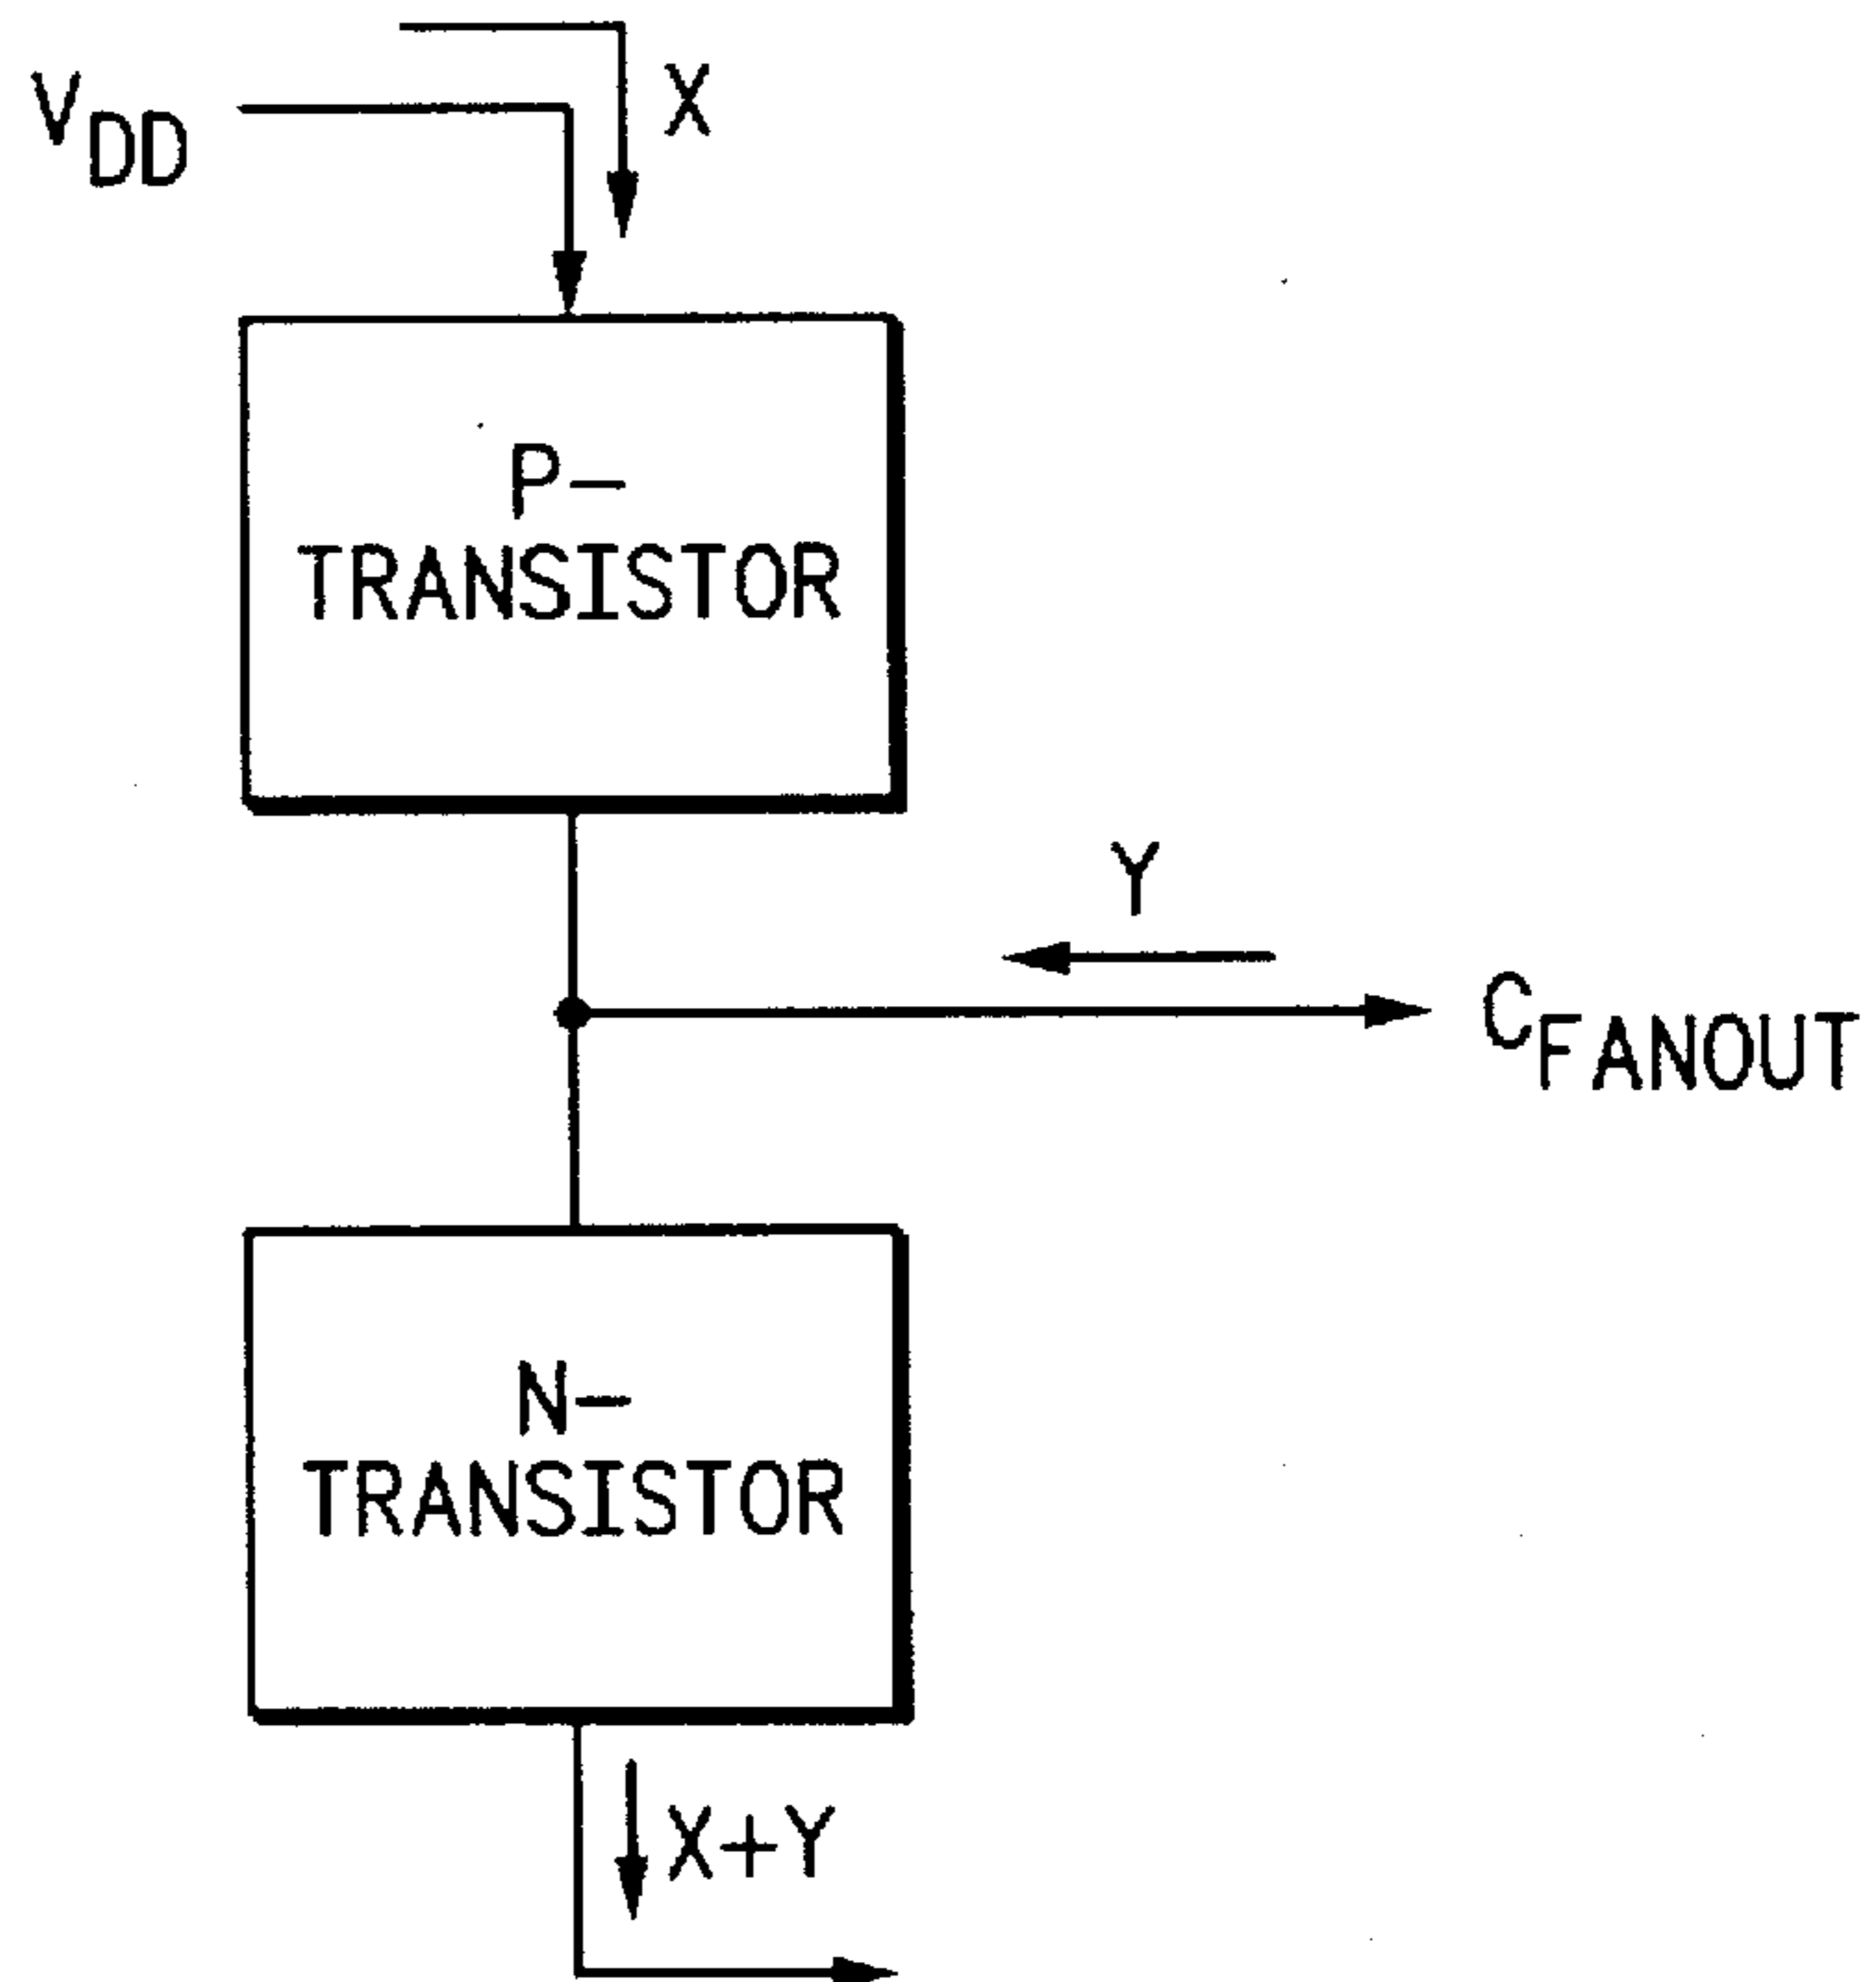 X
VDD
P-
TRANSISTOR
Y
CFANOUT
N-
TRANSISTOR
X+Y